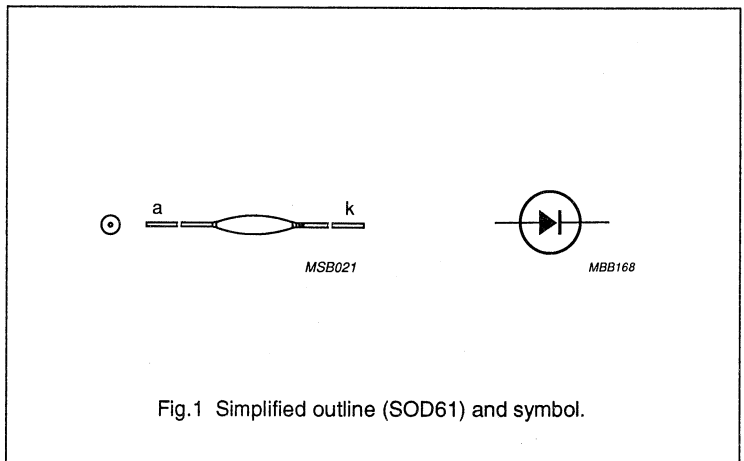 a
k
MSB021
MBB168
Fig.1 Simplified outline (SOD61) and symbol.